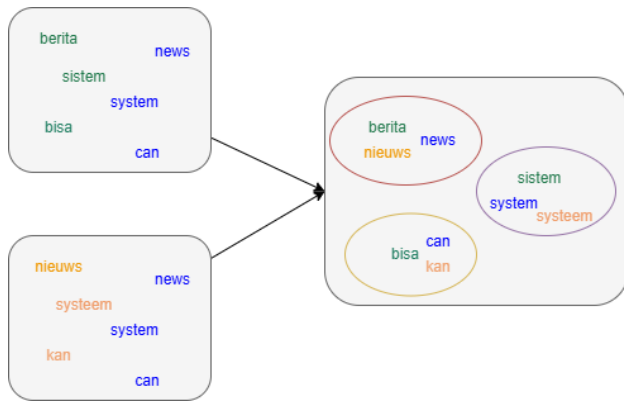 berita
news
sistem
system
bisa
can
nieuws
news
systeem
system
kan
can
berita
news
nieuws
sistem
system
systeem
can
bisa
kan